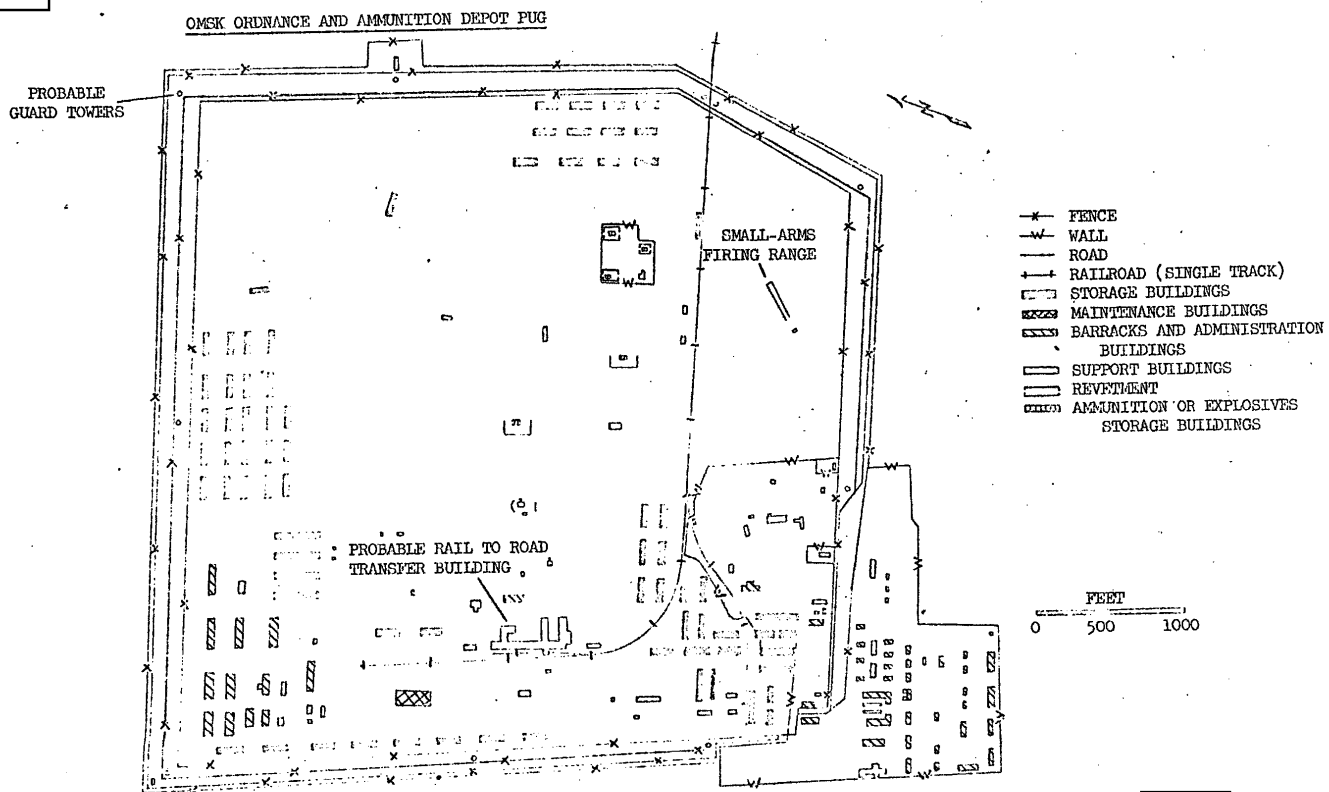 OMSK ORDNANCE AND AMMUNITION DEPOT PUG
PROBABLE
GUARD TOWERS
N
SMALL-ARMS
FIRING RANGE
FENCE
WALL
ROAD
RAILROAD (SINGLE TRACK)
STORAGE BUILDINGS
MAINTENANCE BUILDINGS
BARRACKS AND ADMINISTRATION
BUILDINGS
SUPPORT BUILDINGS
REVETMENT
AMMUNITION OR EXPLOSIVES
STORAGE BUILDINGS
PROBABLE RAIL TO ROAD
TRANSFER BUILDING
FEET
0 500 1000